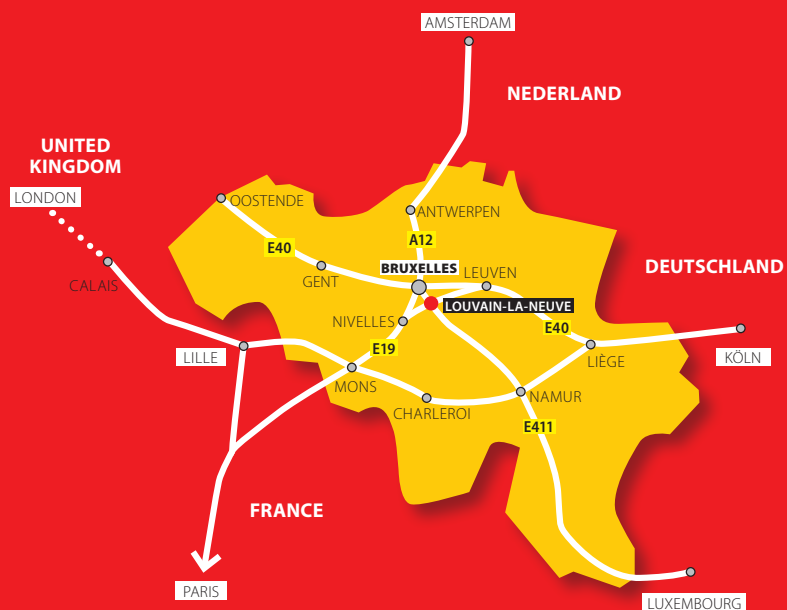 AMSTERDAM
NEDERLAND
UNITED
KINGDOM
LONDON
OOSTENDE
ANTWERPEN
A12
E40
BRUXELLES
LEUVEN
DEUTSCHLAND
GENT
CALAIS
LOUVAIN-LA-NEUVE
NIVELLES
E40
E19
LILLE
LIÈGE
KÖLN
MONS
NAMUR
CHARLEROI
E411
FRANCE
PARIS
LUXEMBOURG